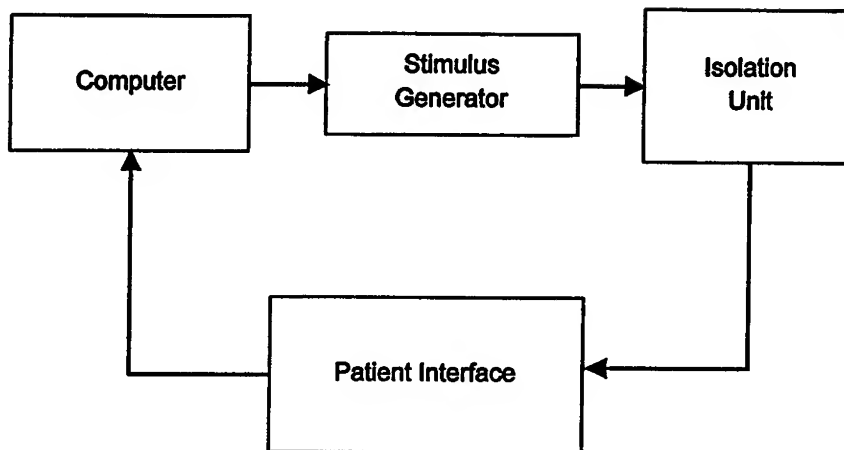 Computer
Stimulus
Generator
Isolation
Unit
Patient Interface